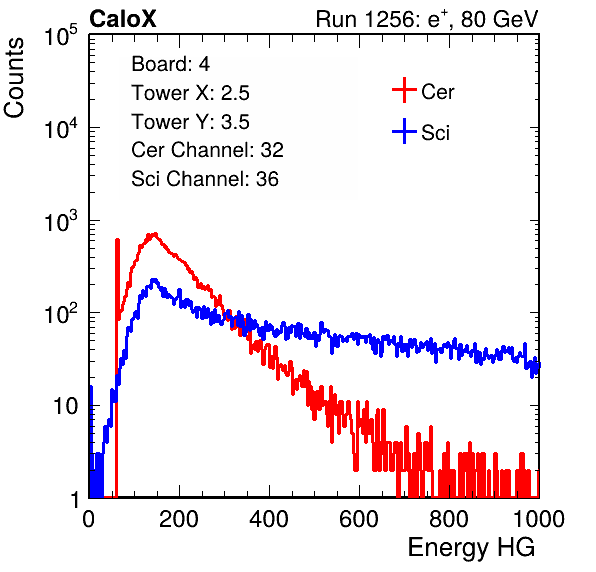 CaloX Run 1256: e⁺, 80 GeV
Board: 4
Tower X: 2.5
Tower Y: 3.5
Cer Channel: 32
Sci Channel: 36
Cer
Sci
Counts
10⁵
10⁴
10³
10²
10
1
0 200 400 600 800 1000
Energy HG